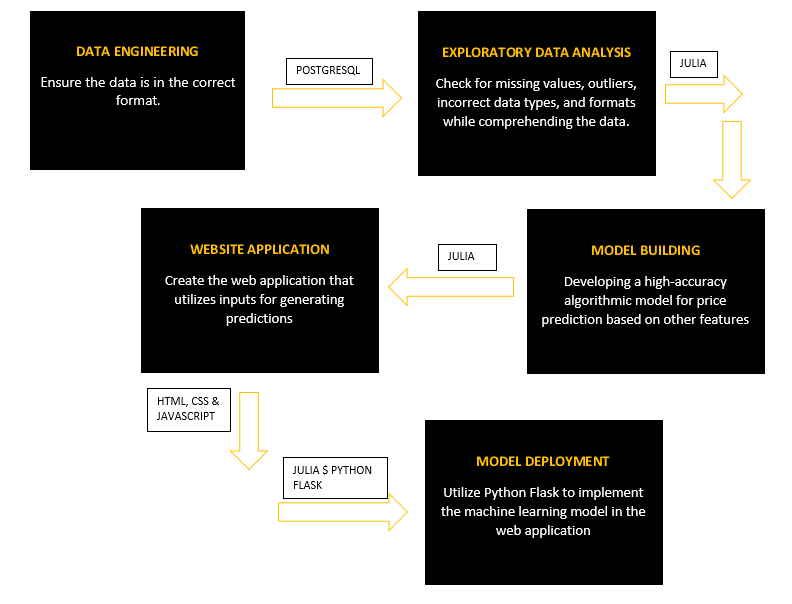 DATA ENGINEERING
Ensure the data is in the correct
format.
POSTGRESQL
EXPLORATORY DATA ANALYSIS
Check for missing values, outliers,
incorrect data types, and formats
while comprehending the data.
JULIA
MODEL BUILDING
Developing a high-accuracy
algorithmic model for price
prediction based on other features
JULIA
WEBSITE APPLICATION
Create the web application that
utilizes inputs for generating
predictions
HTML, CSS &
JAVASCRIPT
JULIA $ PYTHON
FLASK
MODEL DEPLOYMENT
Utilize Python Flask to implement
the machine learning model in the
web application